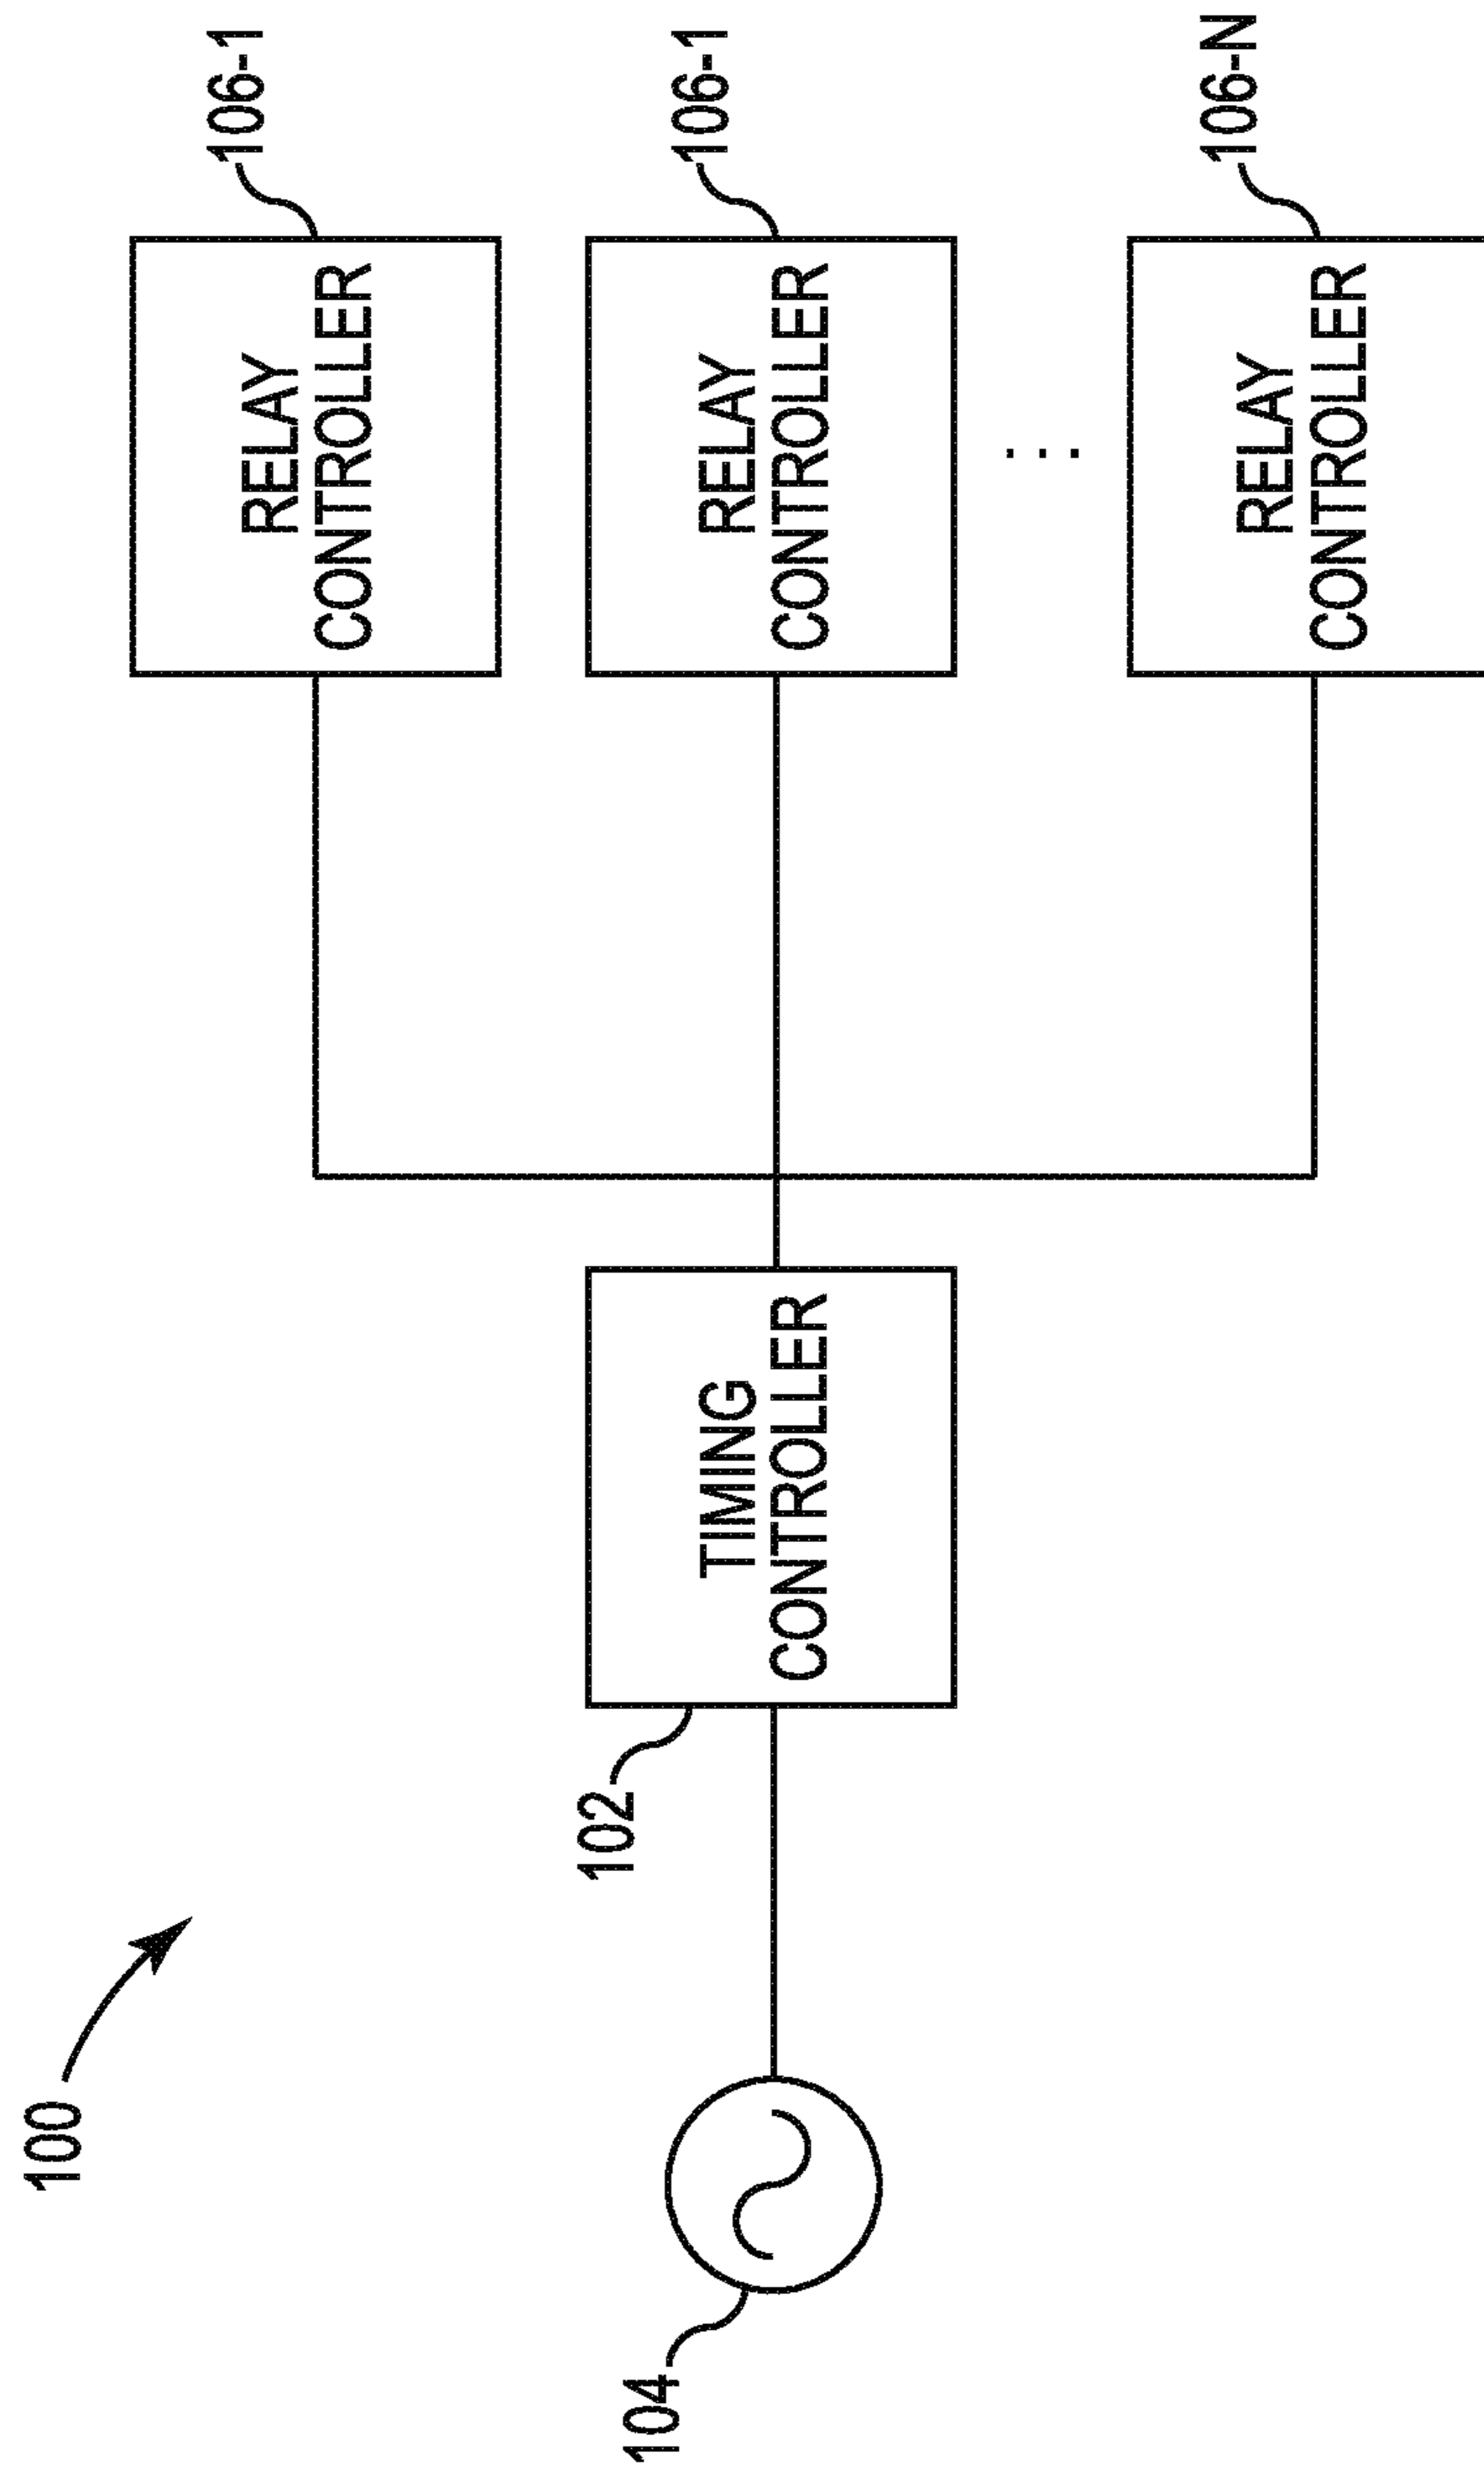 100
104
102
TIMING
CONTROLLER
RELAY
CONTROLLER
106-1
RELAY
CONTROLLER
106-1
RELAY
CONTROLLER
106-N